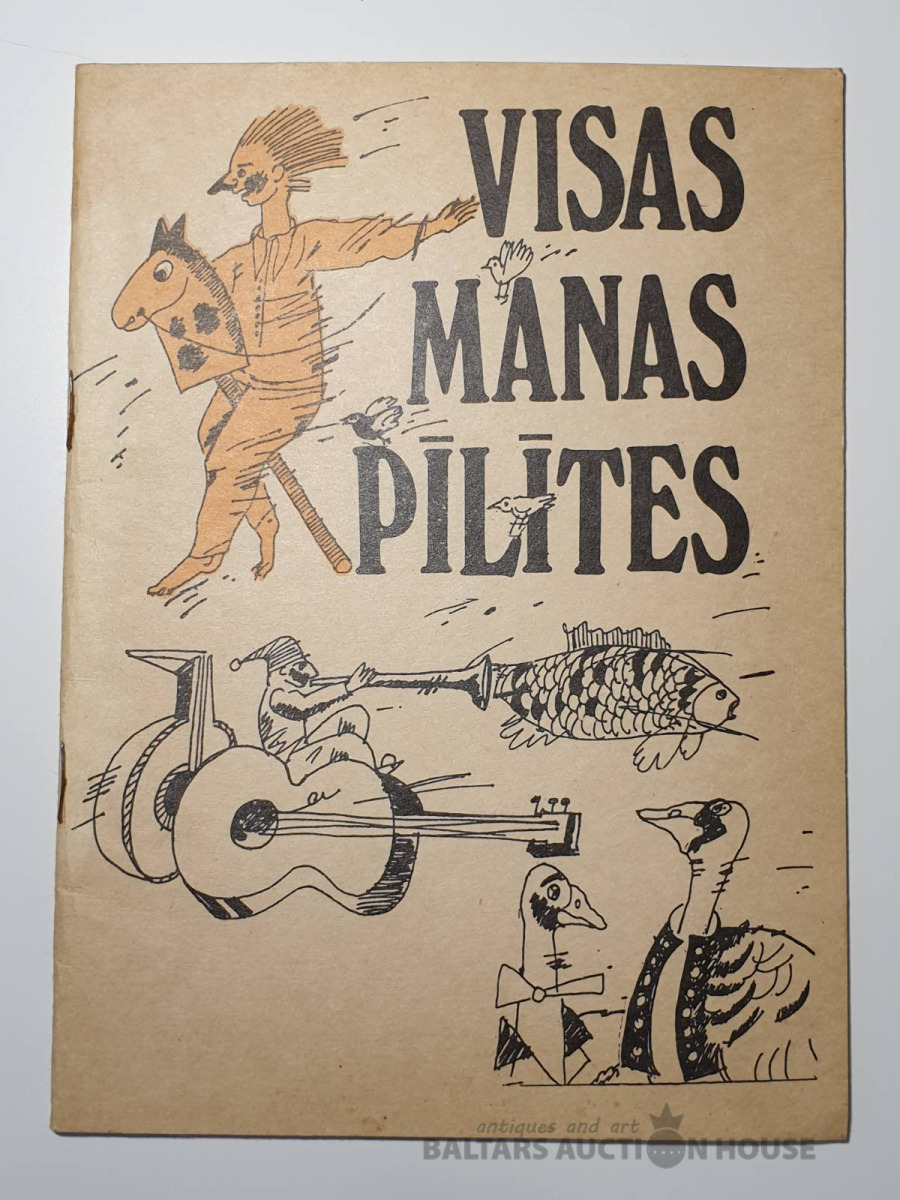 VISAS
MANAS
PĪLĪTES
antiques and art
BALTARS AUCTION HOUSE